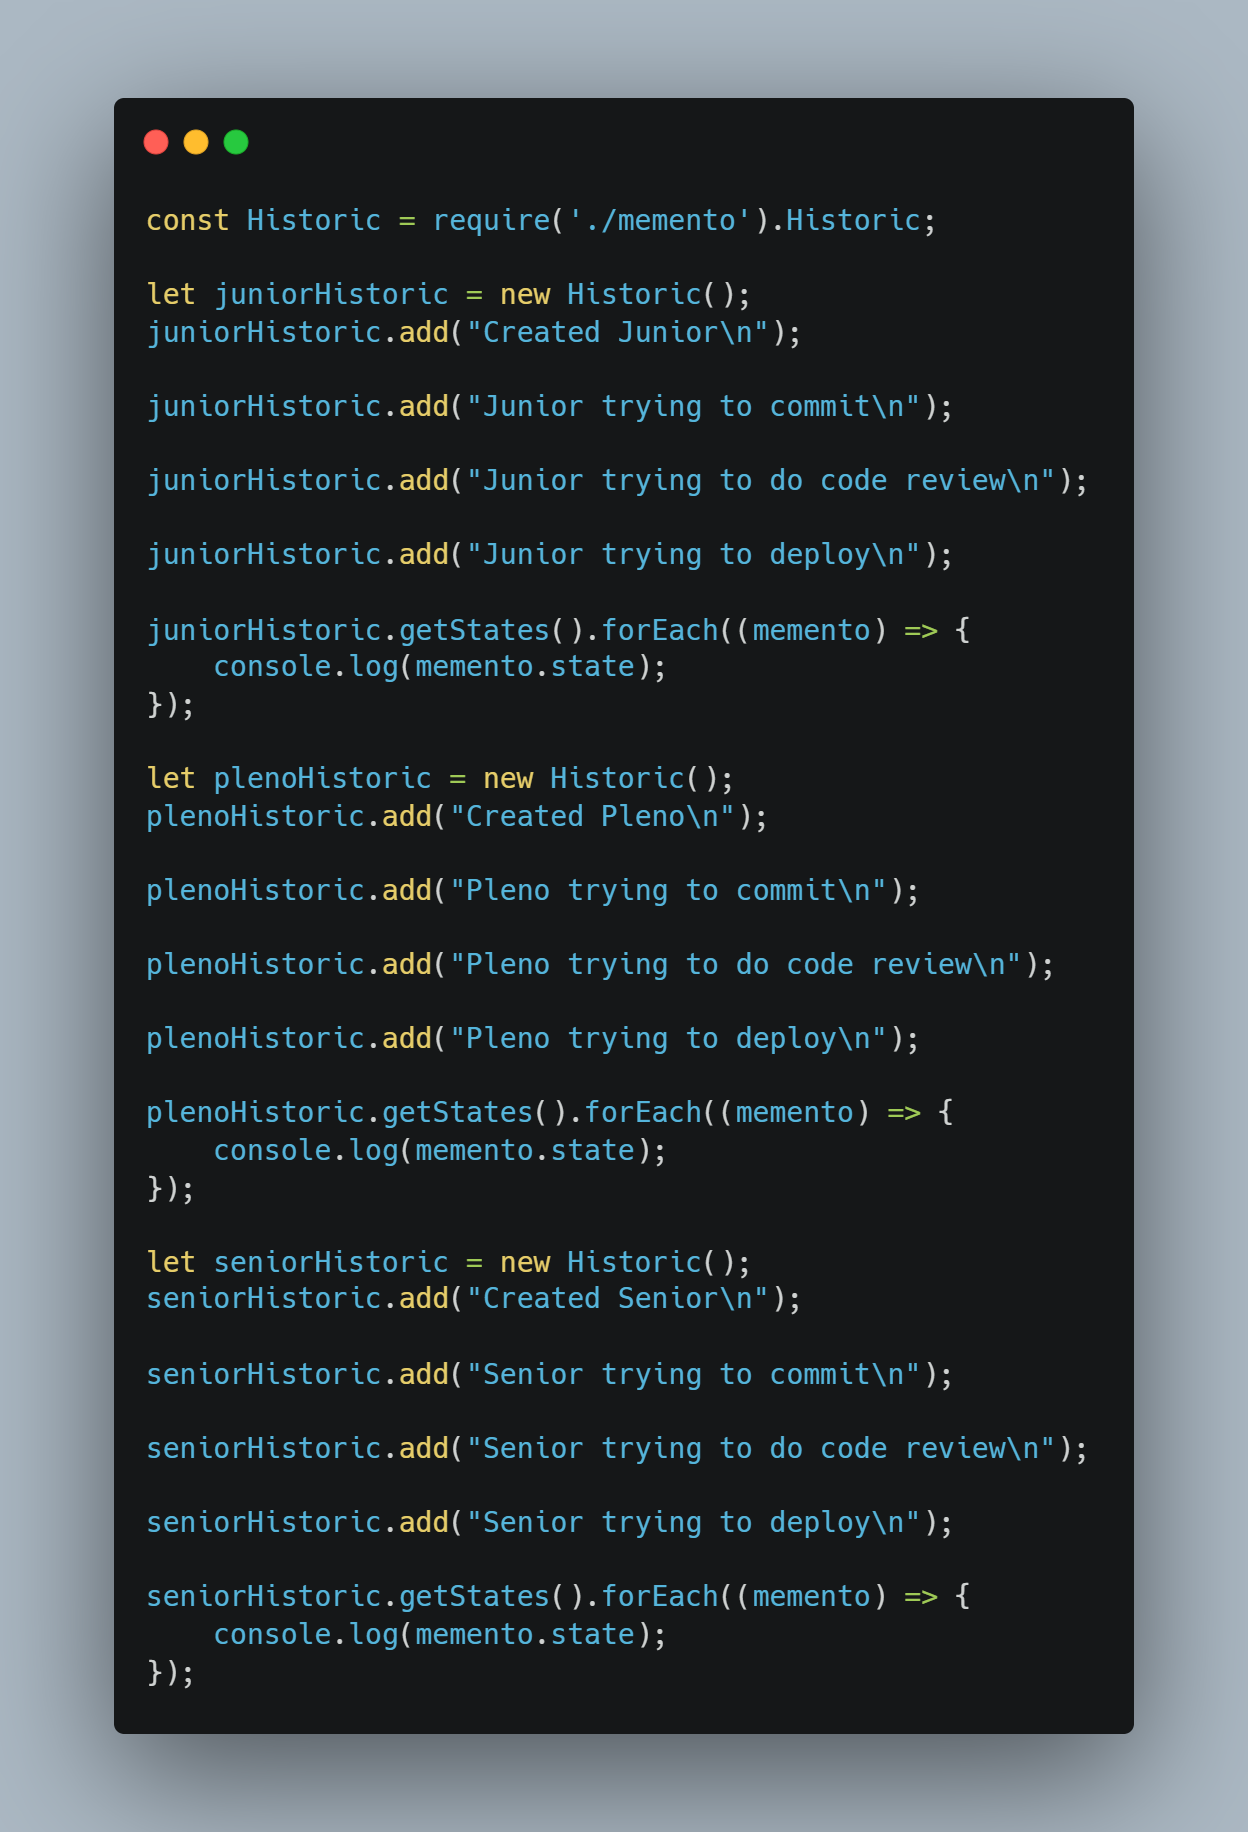 const Historic = require('./memento').Historic;
let juniorHistoric = new Historic();
juniorHistoric.add("Created Junior\n");
juniorHistoric.add("Junior trying to commit\n");
juniorHistoric.add("Junior trying to do code review\n");
juniorHistoric.add("Junior trying to deploy\n");
juniorHistoric.getStates().forEach((memento) => {
    console.log(memento.state);
});
let plenoHistoric = new Historic();
plenoHistoric.add("Created Pleno\n");
plenoHistoric.add("Pleno trying to commit\n");
plenoHistoric.add("Pleno trying to do code review\n");
plenoHistoric.add("Pleno trying to deploy\n");
plenoHistoric.getStates().forEach((memento) => {
    console.log(memento.state);
});
let seniorHistoric = new Historic();
seniorHistoric.add("Created Senior\n");
seniorHistoric.add("Senior trying to commit\n");
seniorHistoric.add("Senior trying to do code review\n");
seniorHistoric.add("Senior trying to deploy\n");
seniorHistoric.getStates().forEach((memento) => {
    console.log(memento.state);
});